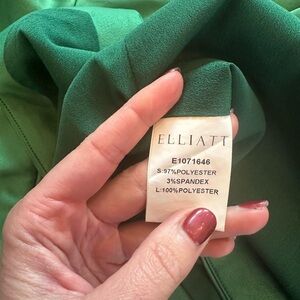 ELLIATT
E1071646
S:97%POLYESTER
3%SPANDEX
L:100%POLYESTER